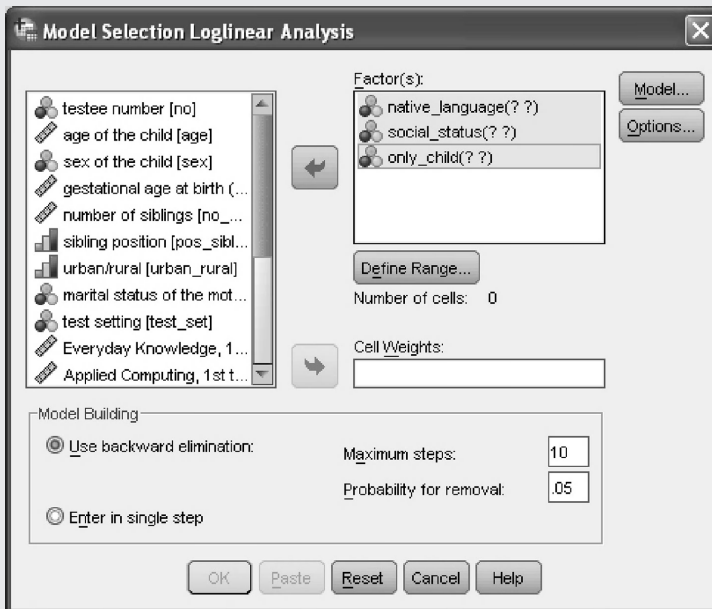 Model Selection Loglinear Analysis
testee number [no]
age of the child [age]
sex of the child [sex]
gestational age at birth (...
number of siblings [no_...
sibling position [pos_sibl...
urban/rural [urban_rural]
marital status of the mot...
test setting [test_set]
Everyday Knowledge, 1...
Applied Computing, 1st t...
Factor(s):
native_language(? ?)
social_status(? ?)
only_child(? ?)
Define Range...
Number of cells: 0
Cell Weights:
Model...
Options...
Model Building
Use backward elimination:
Maximum steps: 10
Probability for removal: .05
Enter in single step
OK Paste Reset Cancel Help